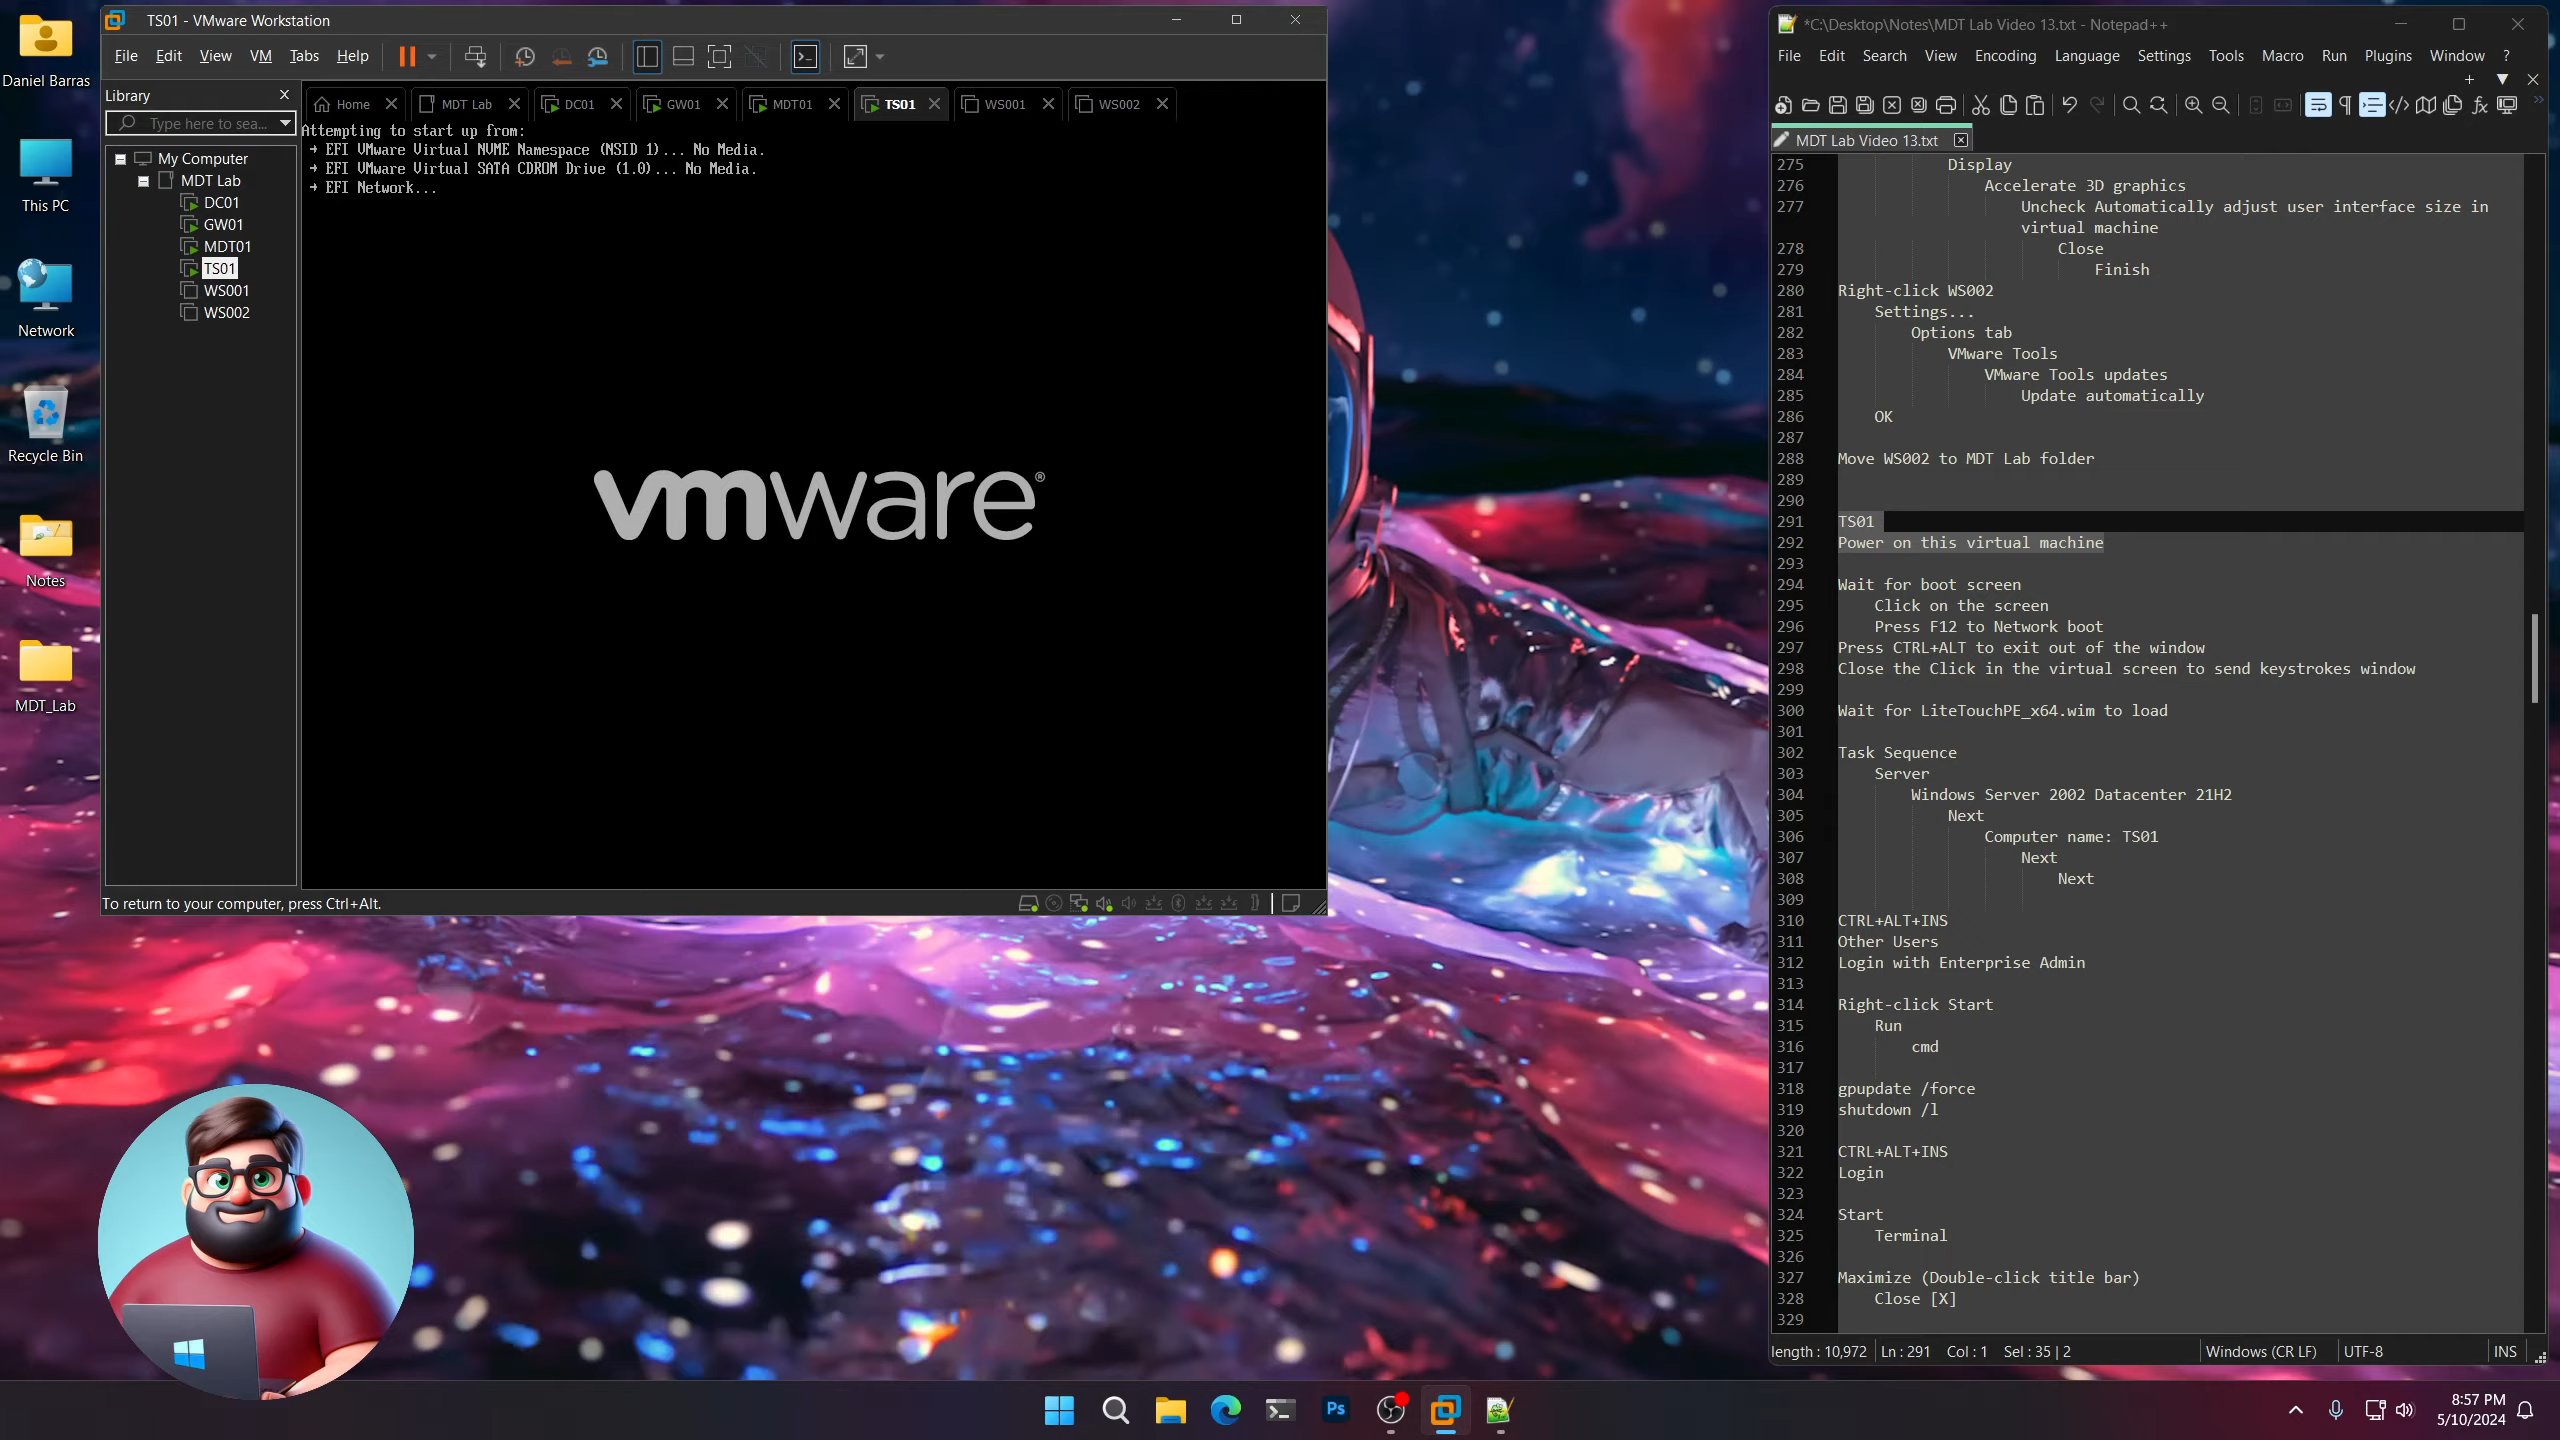 Daniel Barras
This PC
Network
Recycle Bin
Notes
MDT_Lab
TS01 - VMware Workstation
File Edit View VM Tabs Help
Library
Type here to sea...
My Computer
MDT Lab
DC01
GW01
MDT01
TS01
WS001
WS002
Home MDT Lab DC01 GW01 MDT01 TS01 WS001 WS002
Attempting to start up from:
→ EFI VMware Virtual NVME Namespace (NSID 1)... No Media.
→ EFI VMware Virtual SATA CDROM Drive (1.0)... No Media.
→ EFI Network...
vmware®
To return to your computer, press Ctrl+Alt.
*C:\Desktop\Notes\MDT Lab Video 13.txt - Notepad++
File Edit Search View Encoding Language Settings Tools Macro Run Plugins Window ?
MDT Lab Video 13.txt
275 Display
276 Accelerate 3D graphics
277 Uncheck Automatically adjust user interface size in
virtual machine
278 Close
279 Finish
280 Right-click WS002
281 Settings...
282 Options tab
283 VMware Tools
284 VMware Tools updates
285 Update automatically
286 OK
287
288 Move WS002 to MDT Lab folder
289
290
291 TS01
292 Power on this virtual machine
293
294 Wait for boot screen
295 Click on the screen
296 Press F12 to Network boot
297 Press CTRL+ALT to exit out of the window
298 Close the Click in the virtual screen to send keystrokes window
299
300 Wait for LiteTouchPE_x64.wim to load
301
302 Task Sequence
303 Server
304 Windows Server 2002 Datacenter 21H2
305 Next
306 Computer name: TS01
307 Next
308 Next
309
310 CTRL+ALT+INS
311 Other Users
312 Login with Enterprise Admin
313
314 Right-click Start
315 Run
316 cmd
317
318 gpupdate /force
319 shutdown /l
320
321 CTRL+ALT+INS
322 Login
323
324 Start
325 Terminal
326
327 Maximize (Double-click title bar)
328 Close [X]
329
length : 10,972 Ln : 291 Col : 1 Sel : 35 | 2 Windows (CR LF) UTF-8 INS
Ps
8:57 PM
5/10/2024